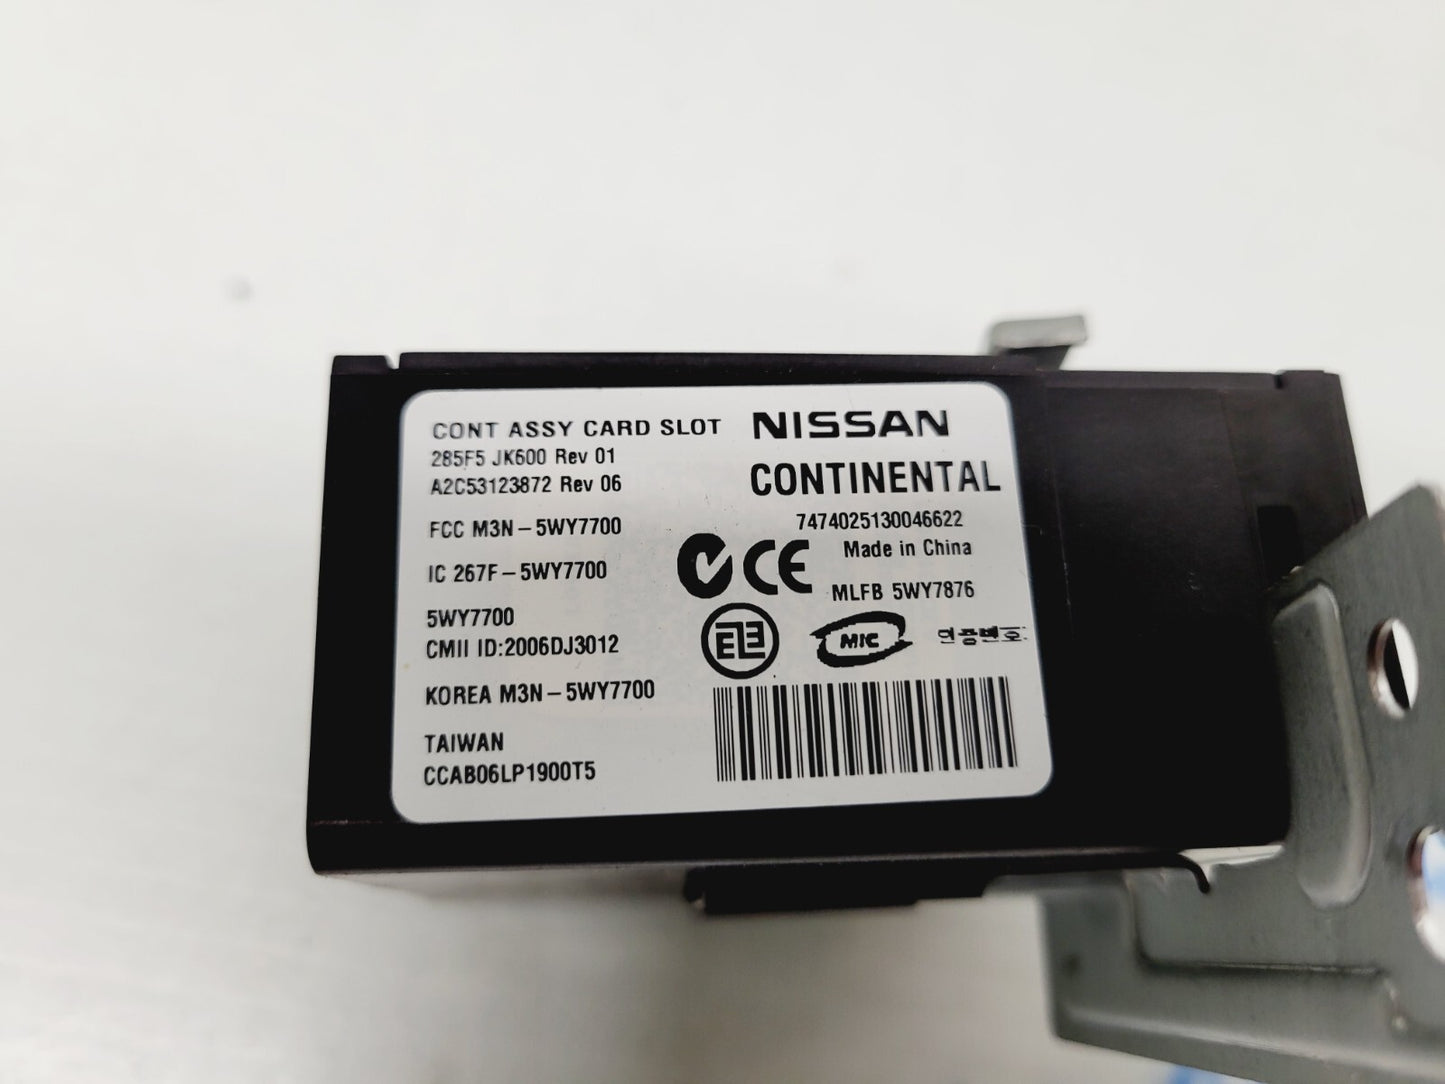 CONT ASSY CARD SLOT
285F5 JK600 Rev 01
A2C53123872 Rev 06
FCC M3N-5WY7700
IC 267F-5WY7700
5WY7700
CMII ID:2006DJ3012
KOREA M3N-5WY7700
TAIWAN
CCAB06LP1900T5
NISSAN
CONTINENTAL
7474025130046622
Made in China
CE
MLFB 5WY7876
MIC